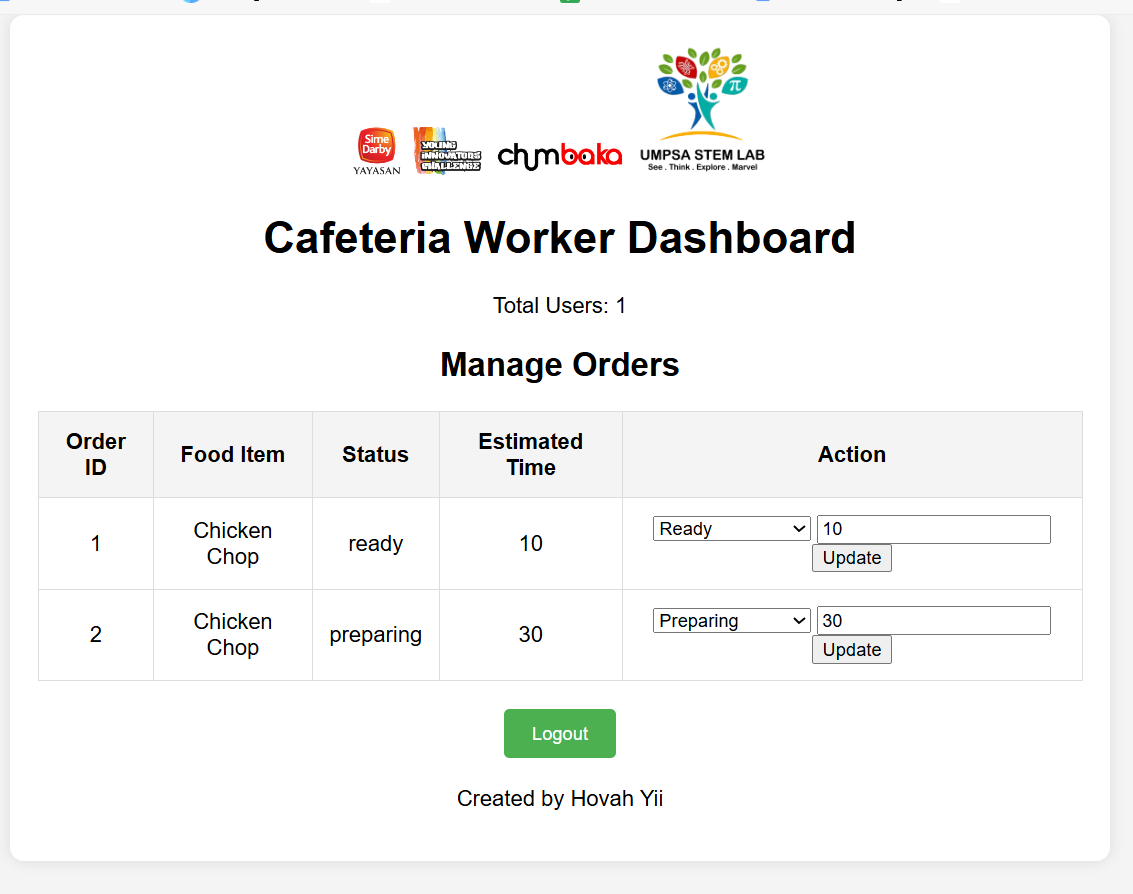 Sime
Darby
YAYASAN
YOUNG
INNOVATORS
CHALLENGE
chumbaka
π
UMPSA STEM LAB
See . Think . Explore . Marvel
Cafeteria Worker Dashboard
Total Users: 1
Manage Orders
Order ID Food Item Status Estimated Time Action
1 Chicken Chop ready 10 Ready 10
Update
2 Chicken Chop preparing 30 Preparing 30
Update
Logout
Created by Hovah Yii